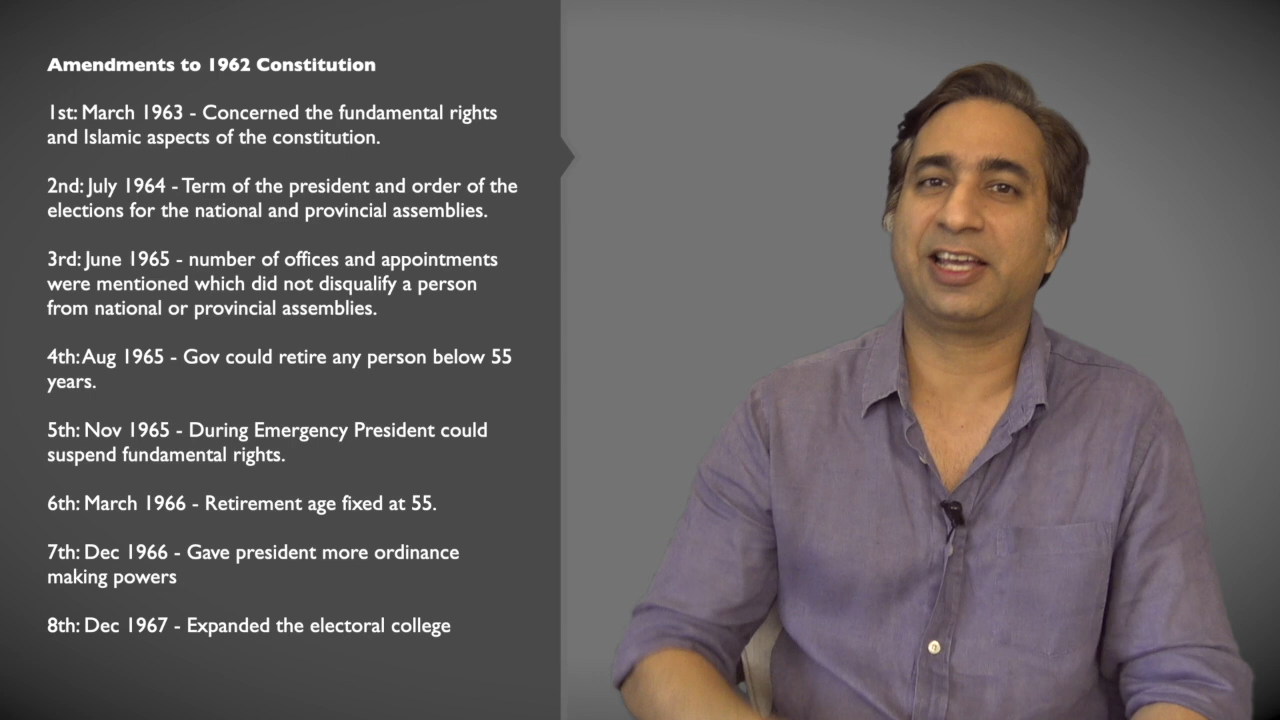 Amendments to 1962 Constitution
1st: March 1963 - Concerned the fundamental rights
and Islamic aspects of the constitution.
2nd: July 1964 - Term of the president and order of the
elections for the national and provincial assemblies.
3rd: June 1965 - number of offices and appointments
were mentioned which did not disqualify a person
from national or provincial assemblies.
4th: Aug 1965 - Gov could retire any person below 55
years.
5th: Nov 1965 - During Emergency President could
suspend fundamental rights.
6th: March 1966 - Retirement age fixed at 55.
7th: Dec 1966 - Gave president more ordinance
making powers
8th: Dec 1967 - Expanded the electoral college